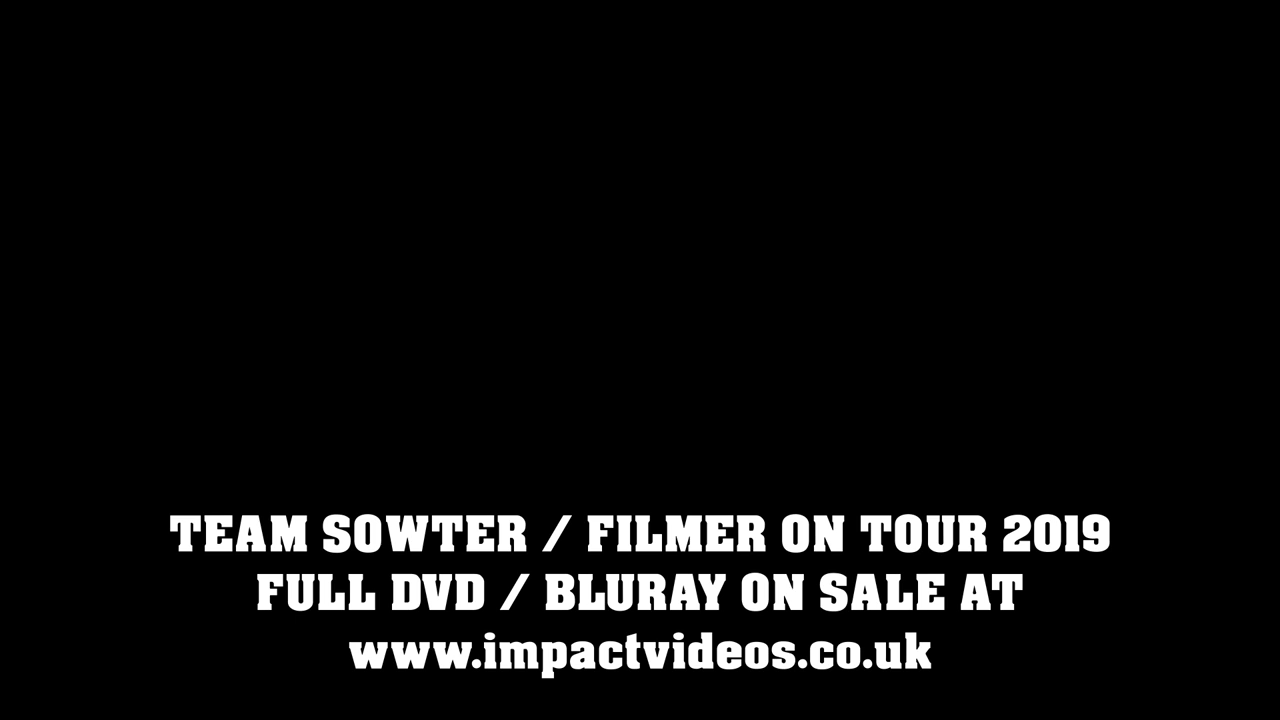 TEAM SOWTER / FILMER ON TOUR 2019
FULL DVD / BLURAY ON SALE AT
www.impactvideos.co.uk